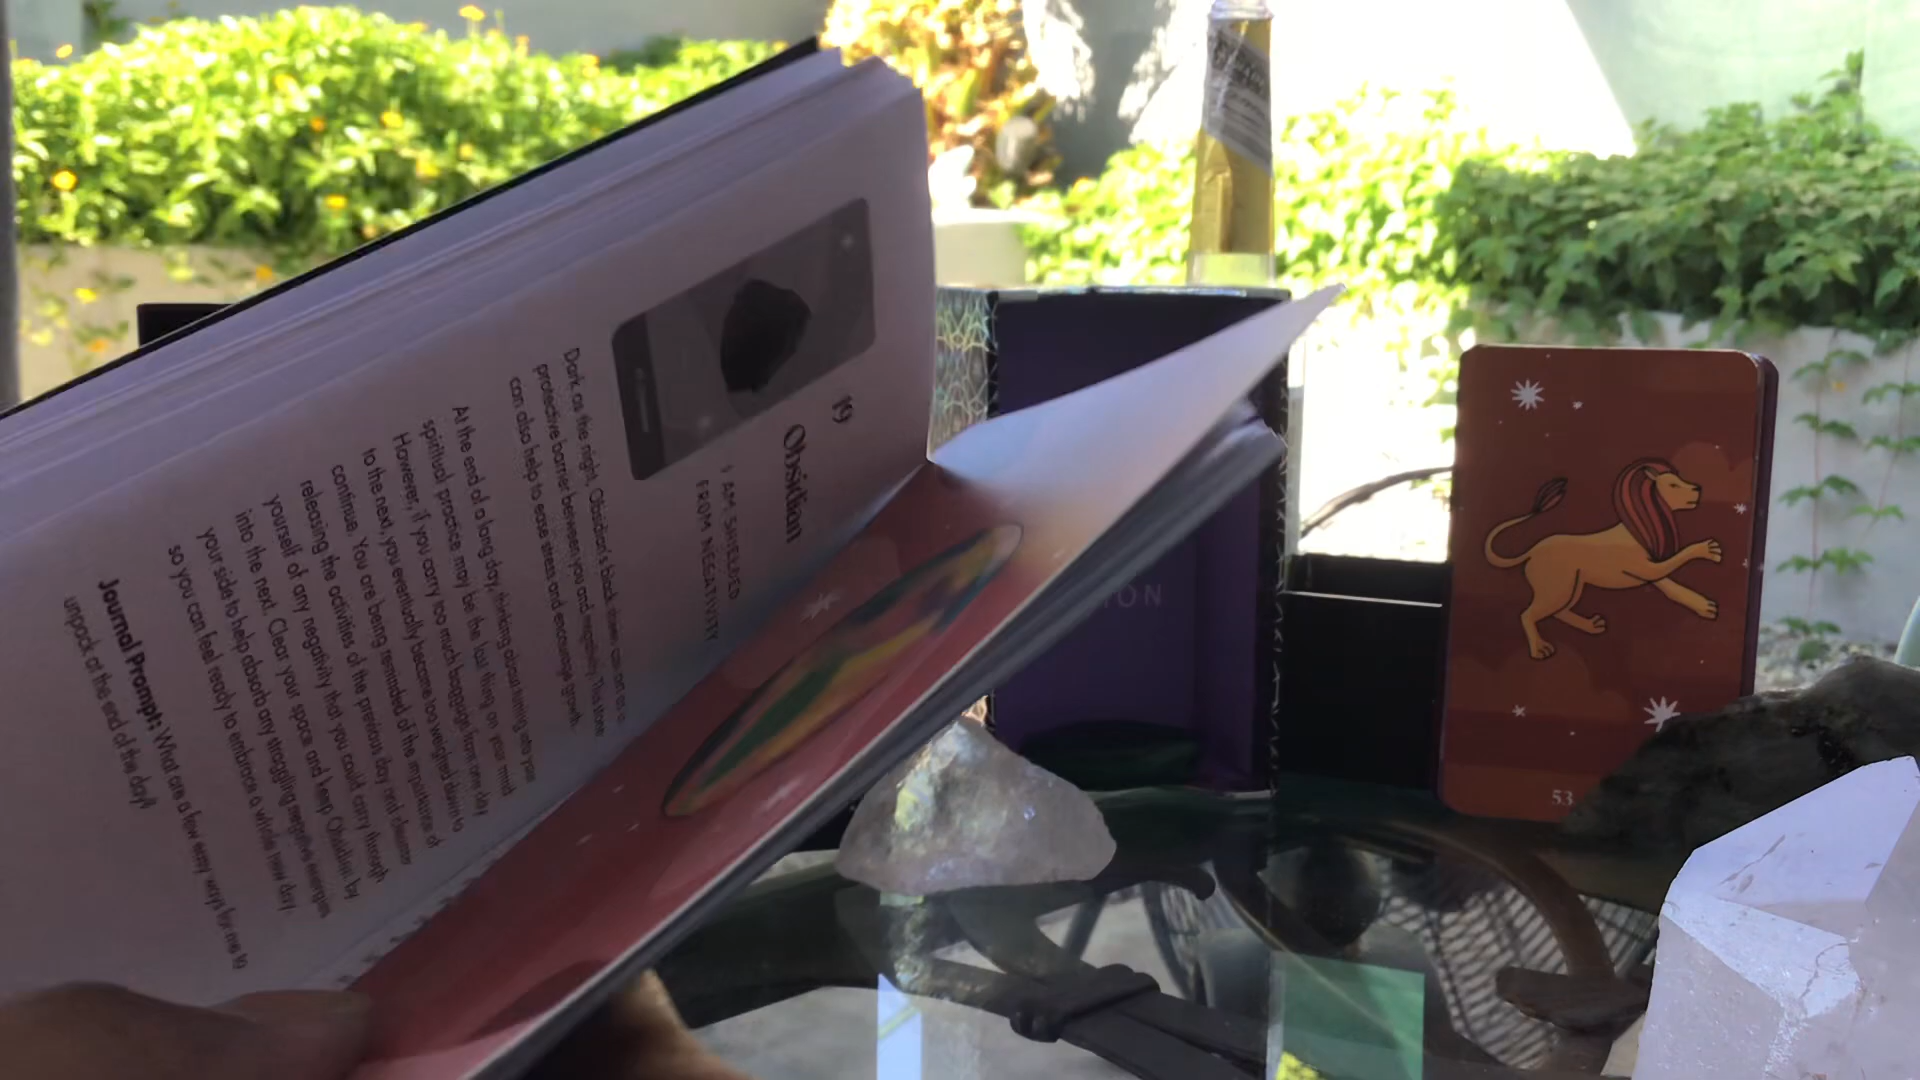 19
Obsidian
I AM SHIELDED
FROM NEGATIVITY
Dark as the night, Obsidian's black sheen can act as a
protective barrier between you and negativity. This stone
can also help to ease stress and encourage growth.
At the end of a long day, thinking about tuning into your
spiritual practice may be the last thing on your mind.
However, if you carry too much baggage from one day
to the next, you eventually become too weighed down to
continue. You are being reminded of the importance of
releasing the activities of the previous day and
yourself of any negativity that you could carry through
into the next. Clear your space and keep Obsidian by
your side to help absorb any straggling negative energies
so you can feel ready to embrace a whole new day.
Journal Prompt: What are a few easy ways for me to
unpack at the end of the day?
ION
53